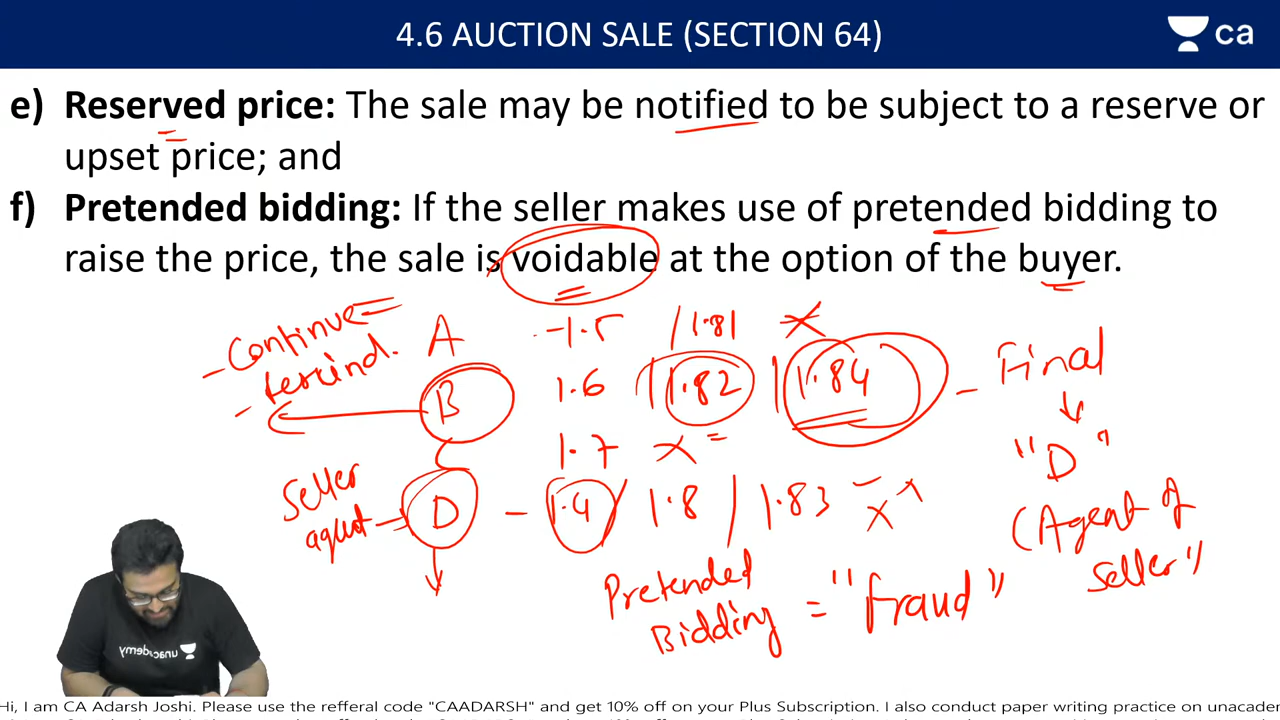 4.6 AUCTION SALE (SECTION 64)
ca
e) Reserved price: The sale may be notified to be subject to a reserve or
upset price; and
f) Pretended bidding: If the seller makes use of pretended bidding to
raise the price, the sale is voidable at the option of the buyer.
- Continue
- rescind.
A -1.5 | 1.81 x
B 1.6 | 1.82 | 1.84 - Final
1.7 x
"D"
Seller
agent
D - 1.4 / 1.8 | 1.83 x
(Agent of
Seller"
Pretended
Bidding = "fraud"
unacademy
Hi, I am CA Adarsh Joshi. Please use the refferal code "CAADARSH" and get 10% off on your Plus Subscription. I also conduct paper writing practice on unacader